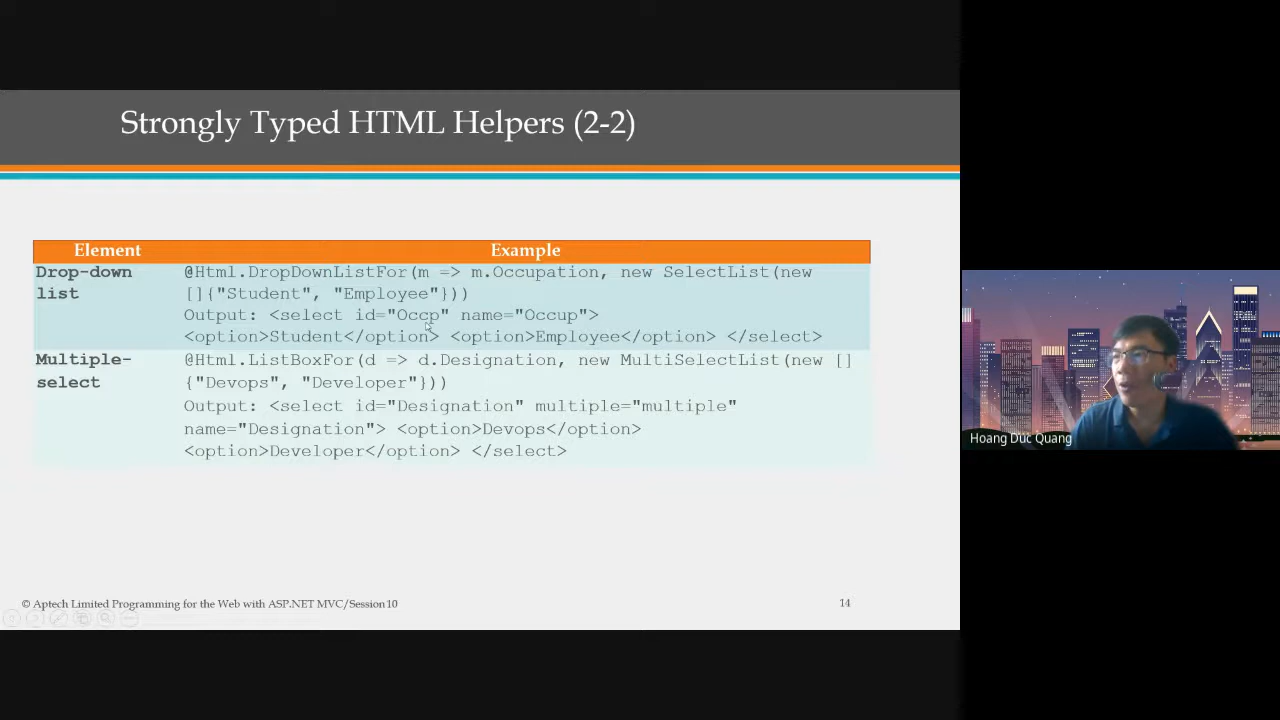 Strongly Typed HTML Helpers (2-2)
Element Example
Drop-down @Html.DropDownListFor(m => m.Occupation, new SelectList(new
list []{"Student", "Employee"}))
Output: <select id="Occp" name="Occup">
<option>Student</option> <option>Employee</option> </select>
Multiple- @Html.ListBoxFor(d => d.Designation, new MultiSelectList(new []
select {"Devops", "Developer"}))
Output: <select id="Designation" multiple="multiple"
name="Designation"> <option>Devops</option>
<option>Developer</option> </select>
Hoang Duc Quang
© Aptech Limited Programming for the Web with ASP.NET MVC/Session10 14